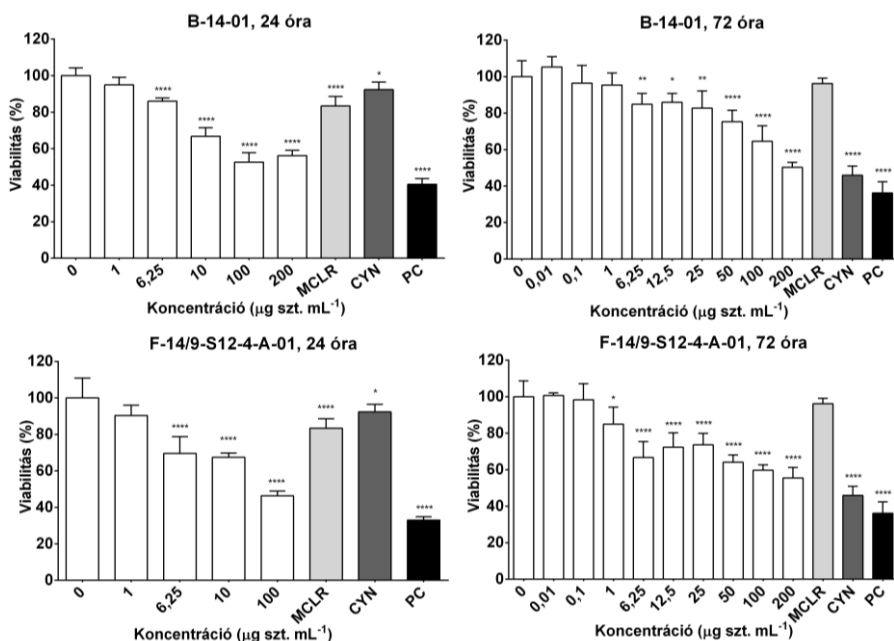 B-14-01, 24 óra
Viabilitás (%)
120
100
80
60
40
20
0
**** **** **** **** **** * ****
0 1 6,25 10 100 200 MCLR CYN PC
Koncentráció (µg szt. mL⁻¹)
B-14-01, 72 óra
Viabilitás (%)
120
100
80
60
40
20
0
** * ** **** **** **** **** ****
0 0,01 0,1 1 6,25 12,5 25 50 100 200 MCLR CYN PC
Koncentráció (µg szt. mL⁻¹)
F-14/9-S12-4-A-01, 24 óra
Viabilitás (%)
120
100
80
60
40
20
0
**** **** **** **** * ****
0 1 6,25 10 100 MCLR CYN PC
Koncentráció (µg szt. mL⁻¹)
F-14/9-S12-4-A-01, 72 óra
Viabilitás (%)
120
100
80
60
40
20
0
* **** **** **** **** **** **** **** ****
0 0,01 0,1 1 6,25 12,5 25 50 100 200 MCLR CYN PC
Koncentráció (µg szt. mL⁻¹)